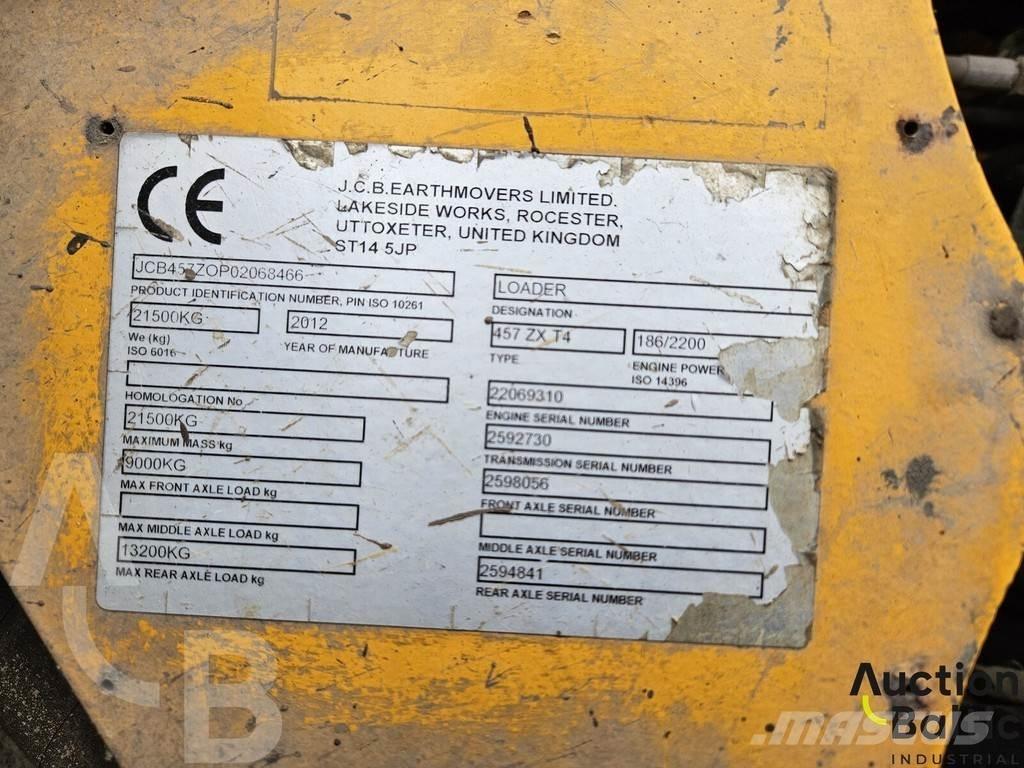 CE
J.C.B.EARTHMOVERS LIMITED.
LAKESIDE WORKS, ROCESTER,
UTTOXETER, UNITED KINGDOM
ST14 5JP
JCB457ZOP02068466
PRODUCT IDENTIFICATION NUMBER, PIN ISO 10261
21500KG
2012
We (kg)
ISO 6016
YEAR OF MANUFACTURE
HOMOLOGATION No
21500KG
MAXIMUM MASS kg
9000KG
MAX FRONT AXLE LOAD kg
MAX MIDDLE AXLE LOAD kg
13200KG
MAX REAR AXLE LOAD kg
LOADER
DESIGNATION
457 ZX T4
186/2200
TYPE
ENGINE POWER
ISO 14396
22069310
ENGINE SERIAL NUMBER
2592730
TRANSMISSION SERIAL NUMBER
2598056
FRONT AXLE SERIAL NUMBER
MIDDLE AXLE SERIAL NUMBER
2594841
REAR AXLE SERIAL NUMBER
ACB
Auction
Baltic
INDUSTRIAL
MASCUS